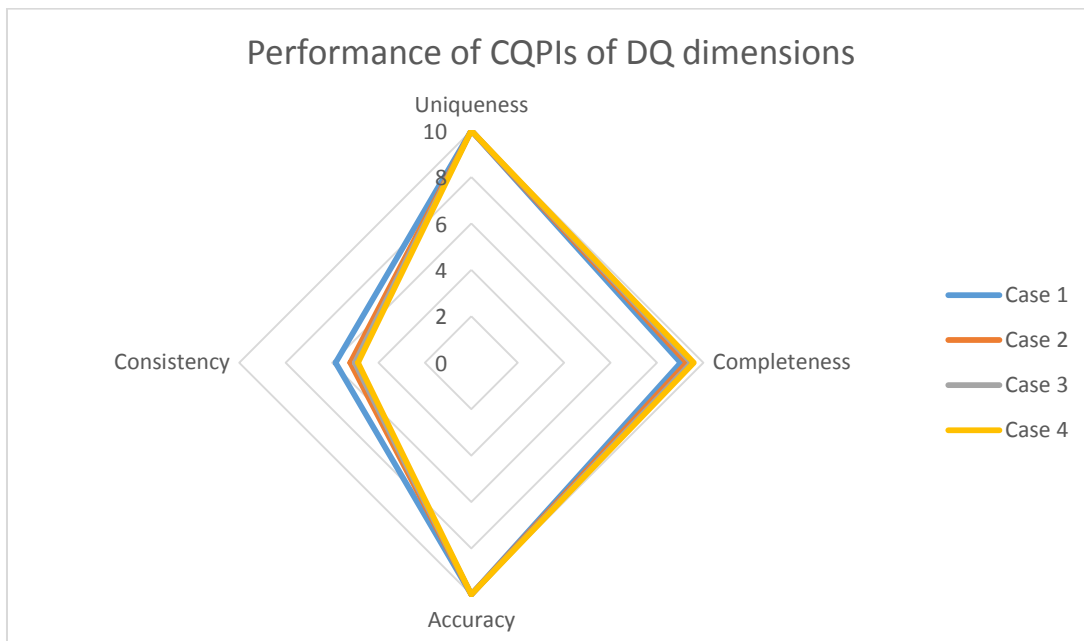 Performance of CQPIs of DQ dimensions
Uniqueness
10
8
6
4
2
0
Consistency
Completeness
Accuracy
Case 1
Case 2
Case 3
Case 4